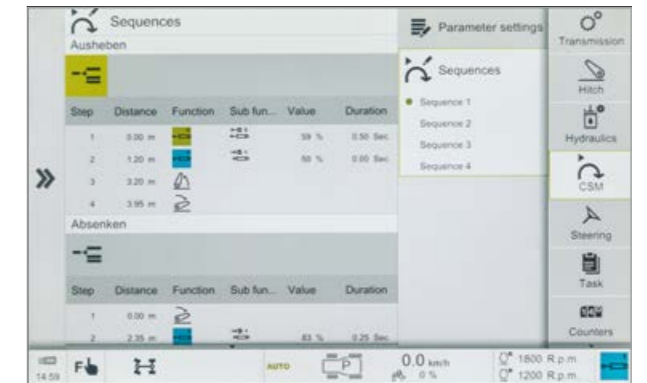 Sequences
Ausheben
Step Distance Function Sub fun... Value Duration
1 0.00 m 59 % 0.50 Sec.
2 1.20 m 50 % 0.00 Sec.
3 3.20 m
4 3.95 m
Absenken
Step Distance Function Sub fun... Value Duration
1 0.00 m
2 2.35 m 83 % 0.25 Sec.
Parameter settings
Sequences
Sequence 1
Sequence 2
Sequence 3
Sequence 4
Transmission
Hitch
Hydraulics
CSM
Steering
Task
Counters
14:59
F
AUTO
P
0.0 km/h
0 %
1800 R.p.m.
1200 R.p.m.